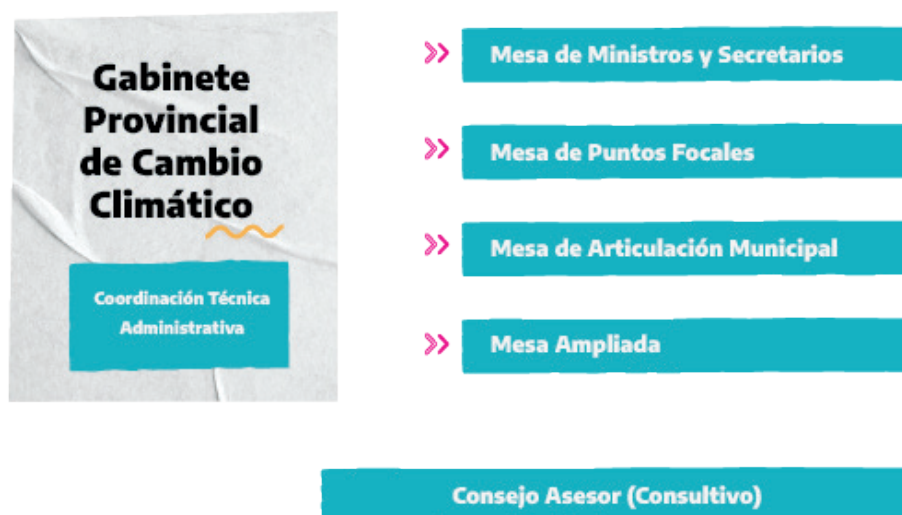 Gabinete
Provincial
de Cambio
Climático
Coordinación Técnica
Administrativa
Mesa de Ministros y Secretarios
Mesa de Puntos Focales
Mesa de Articulación Municipal
Mesa Ampliada
Consejo Asesor (Consultivo)